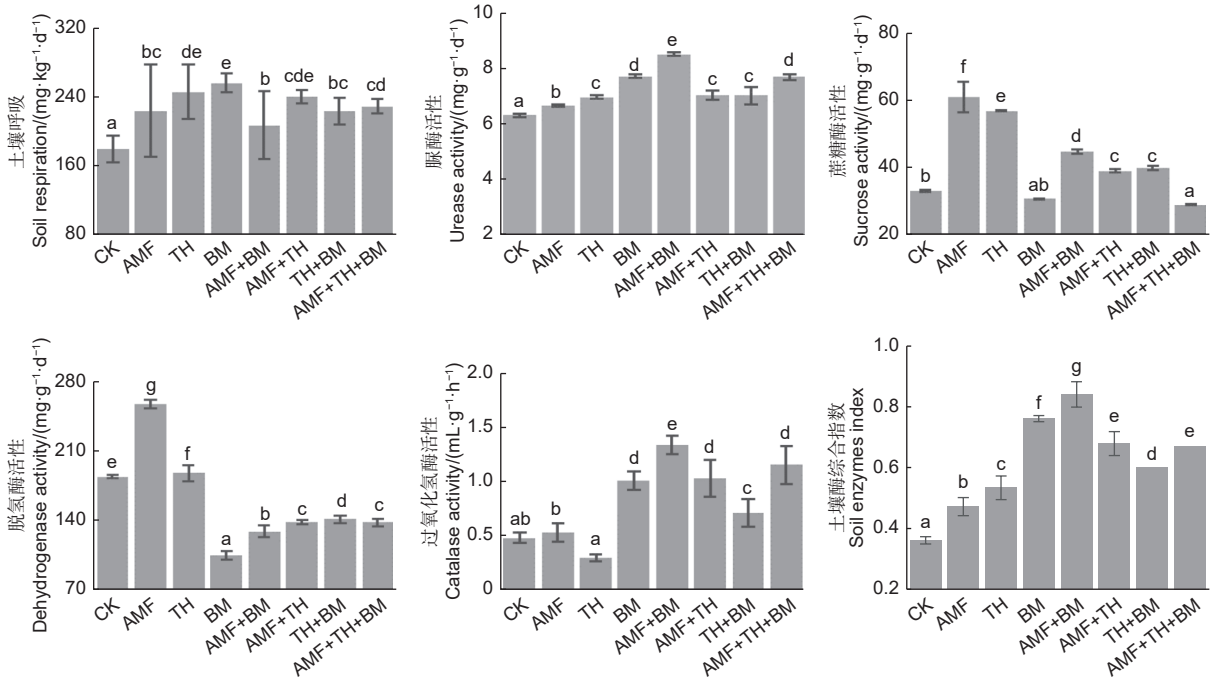 土壤呼吸
Soil respiration/(mg·kg⁻¹·d⁻¹)
320
240
160
80
a
bc
de
e
b
cde
bc
cd
CK
AMF
TH
BM
AMF+BM
AMF+TH
TH+BM
AMF+TH+BM
脲酶活性
Urease activity/(mg·g⁻¹·d⁻¹)
10
8
6
4
2
a
b
c
d
e
c
c
d
CK
AMF
TH
BM
AMF+BM
AMF+TH
TH+BM
AMF+TH+BM
蔗糖酶活性
Sucrose activity/(mg·g⁻¹·d⁻¹)
80
60
40
20
b
f
e
ab
d
c
c
a
CK
AMF
TH
BM
AMF+BM
AMF+TH
TH+BM
AMF+TH+BM
脱氢酶活性
Dehydrogenase activity/(mg·g⁻¹·d⁻¹)
280
210
140
70
e
g
f
a
b
c
d
c
CK
AMF
TH
BM
AMF+BM
AMF+TH
TH+BM
AMF+TH+BM
过氧化氢酶活性
Catalase activity/(mL·g⁻¹·h⁻¹)
2.0
1.5
1.0
0.5
0
ab
b
a
d
e
d
c
d
CK
AMF
TH
BM
AMF+BM
AMF+TH
TH+BM
AMF+TH+BM
土壤酶综合指数
Soil enzymes index
1.0
0.8
0.6
0.4
0.2
a
b
c
f
g
e
d
e
CK
AMF
TH
BM
AMF+BM
AMF+TH
TH+BM
AMF+TH+BM